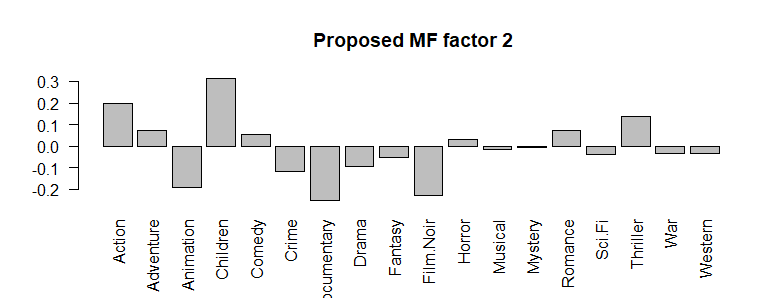 Proposed MF factor 2
0.3
0.2
0.1
0.0
-0.1
-0.2
Action
Adventure
Animation
Children
Comedy
Crime
ocumentary
Drama
Fantasy
Film.Noir
Horror
Musical
Mystery
Romance
Sci.Fi
Thriller
War
Western